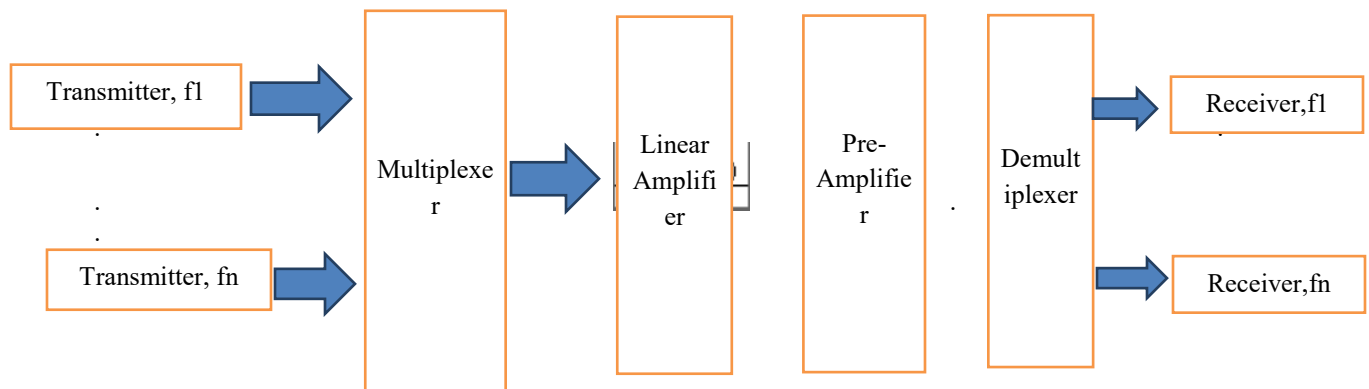 Transmitter, f1
.
.
.
Transmitter, fn
Multiplexe
r
Linear
Amplifi
er
Pre-
Amplifie
r
.
Demult
iplexer
Receiver,f1
.
Receiver,fn